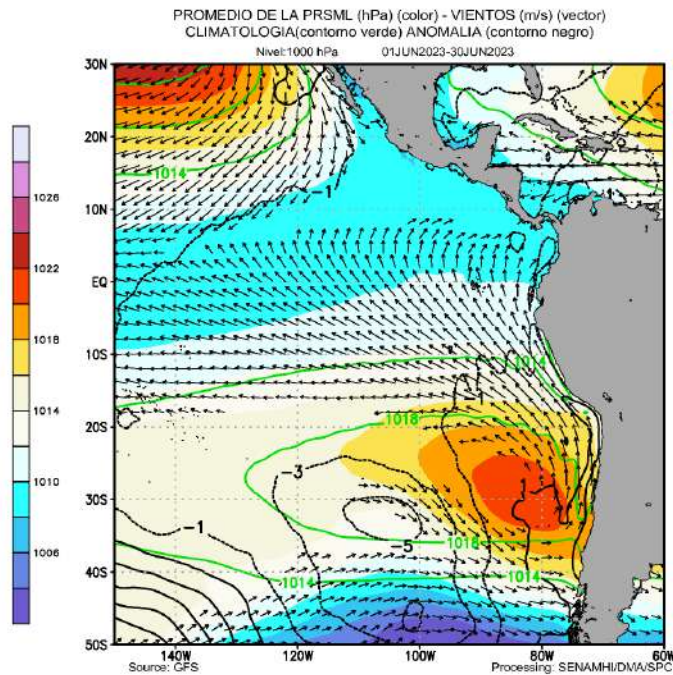 PROMEDIO DE LA PRSML (hPa) (color) - VIENTOS (m/s) (vector)
CLIMATOLOGIA(contorno verde) ANOMALIA (contorno negro)
Nivel:1000 hPa 01JUN2023-30JUN2023
30N
20N
10N
EQ
10S
20S
30S
40S
50S
140W 120W 100W 80W 60W
1026
1022
1018
1014
1010
1006
1014
-1
1014
-1
1018
-3
-1
-5
1018
1014
1014
Source: GFS
Processing: SENAMHI/DMA/SPC